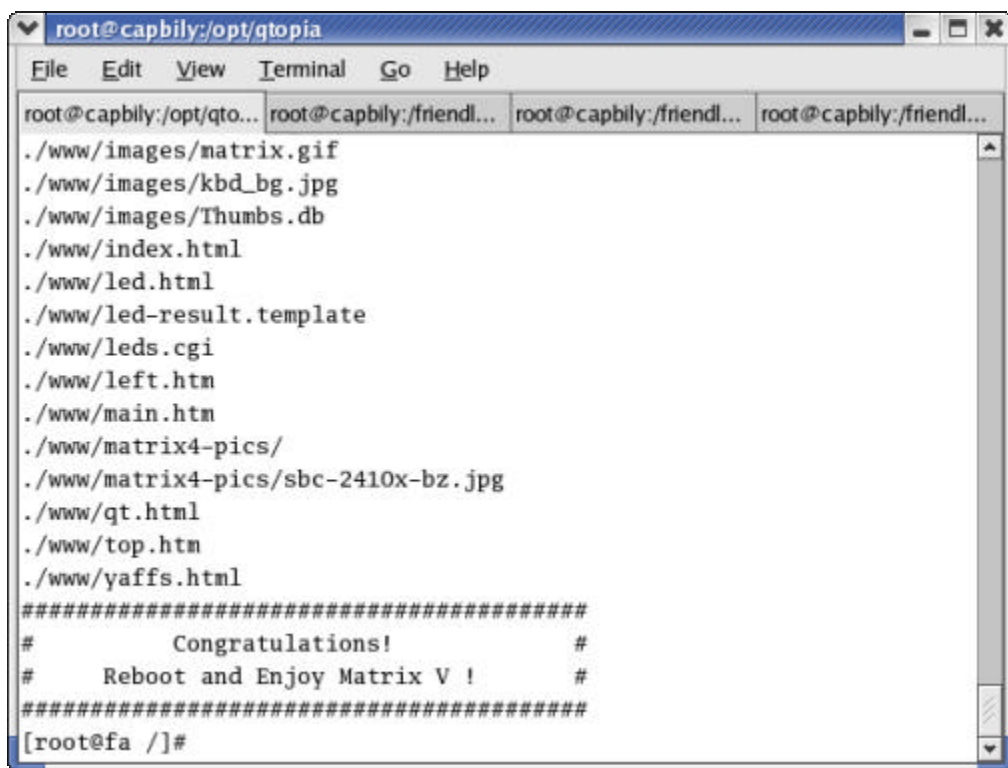 root@capbily:/opt/qtopia
File Edit View Terminal Go Help
root@capbily:/opt/qto... root@capbily:/friendl... root@capbily:/friendl... root@capbily:/friendl...
./www/images/matrix.gif
./www/images/kbd_bg.jpg
./www/images/Thumbs.db
./www/index.html
./www/led.html
./www/led-result.template
./www/leds.cgi
./www/left.htm
./www/main.htm
./www/matrix4-pics/
./www/matrix4-pics/sbc-2410x-bz.jpg
./www/qt.html
./www/top.htm
./www/yaffs.html
#########################################
# Congratulations! #
# Reboot and Enjoy Matrix V ! #
#########################################
[root@fa /]#